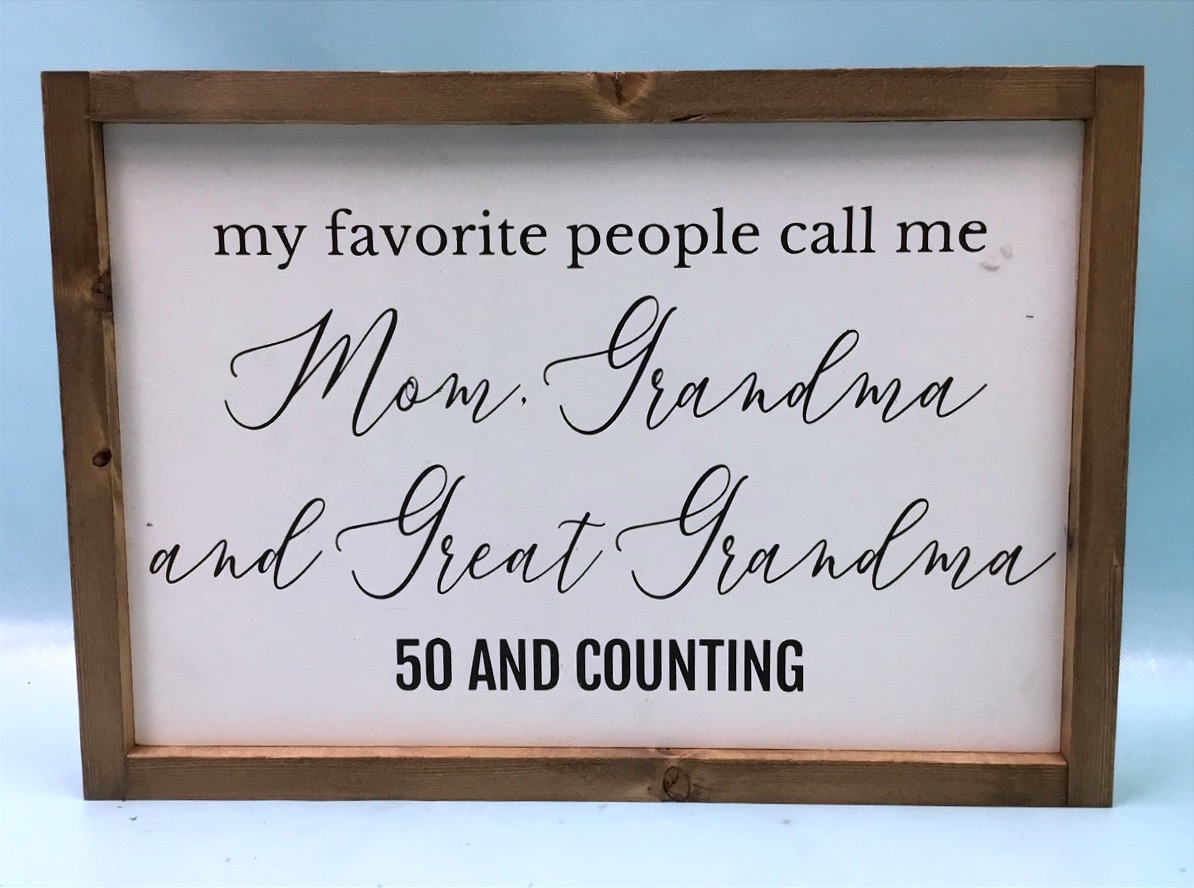 my favorite people call me
Mom, Grandma
and Great Grandma
50 AND COUNTING